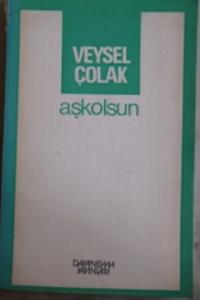 VEYSEL
ÇOLAK
aşkolsun
DAYANIŞMA
YAYINLARI